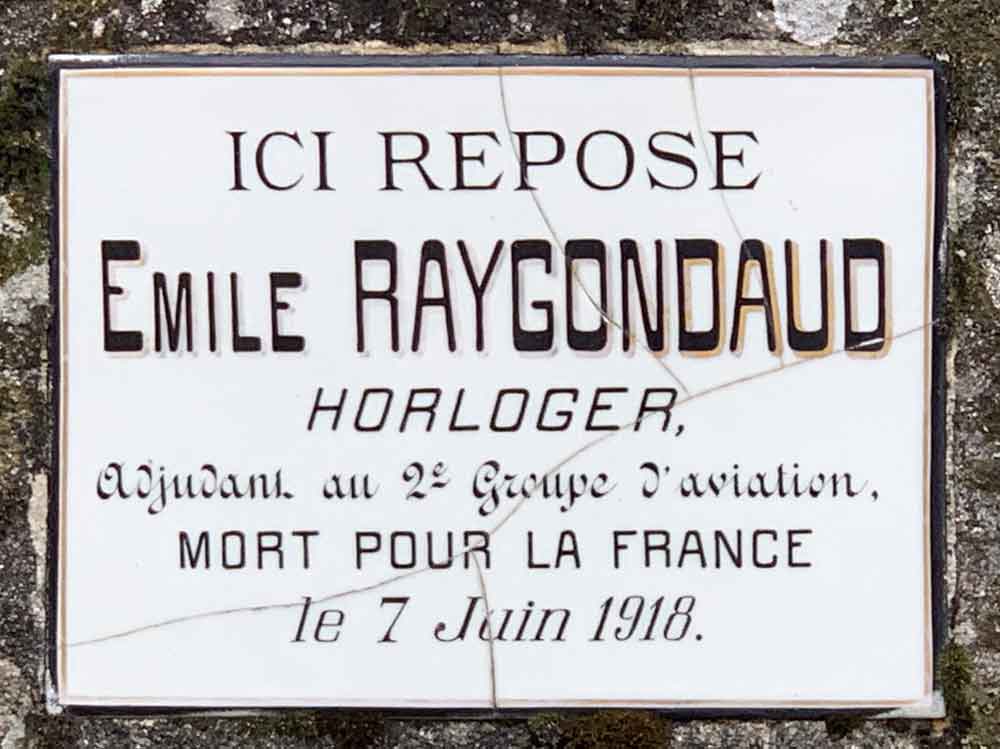 ICI REPOSE
EMILE RAYGONDAUD
HORLOGER,
Adjudant au 2e Groupe d'aviation,
MORT POUR LA FRANCE
le 7 Juin 1918.